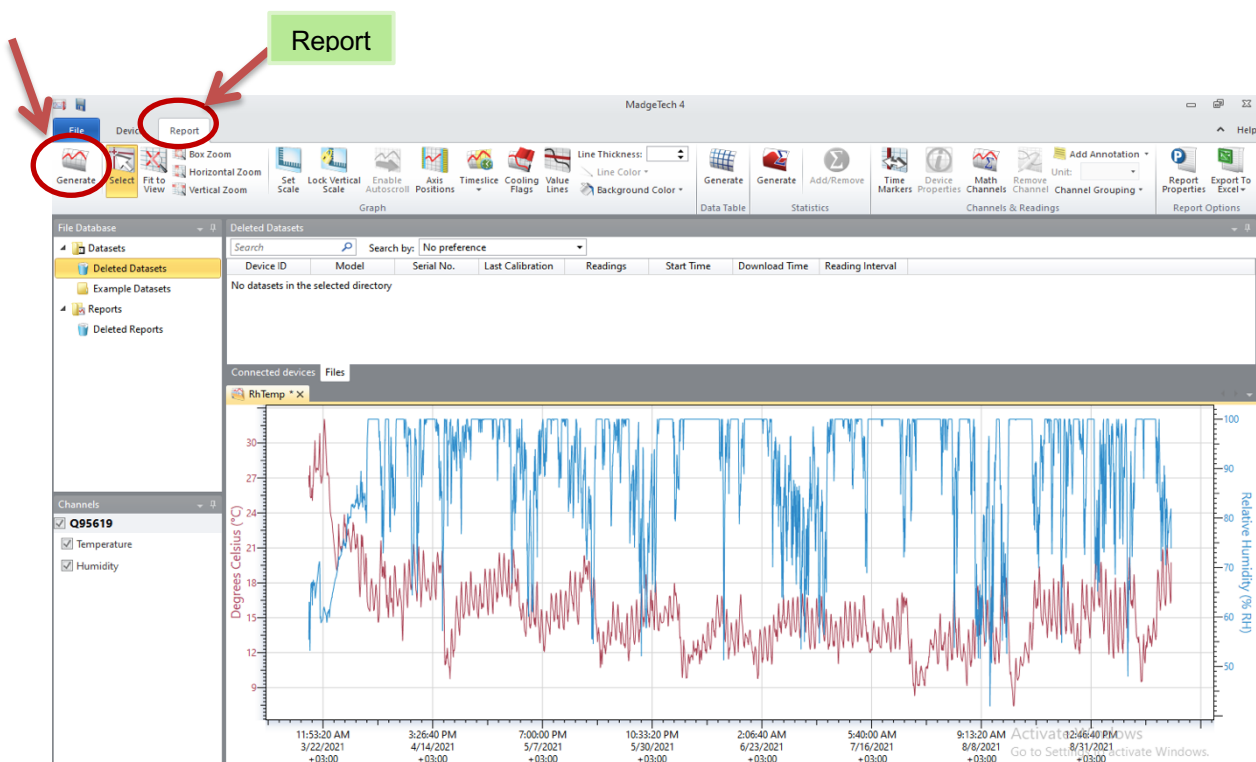 Report
MadgeTech 4
File Device Report
Help
Generate
Select
Fit to View
Box Zoom
Horizontal Zoom
Vertical Zoom
Set Scale
Lock Vertical Scale
Enable Autoscroll
Axis Positions
Timeslice
Cooling Flags
Value Lines
Line Thickness:
Line Color
Background Color
Graph
Generate
Data Table
Generate
Add/Remove
Statistics
Time Markers
Device Properties
Math Channels
Remove Channel
Add Annotation
Unit:
Channel Grouping
Channels & Readings
Report Properties
Export To Excel
Report Options
File Database
Datasets
Deleted Datasets
Example Datasets
Reports
Deleted Reports
Deleted Datasets
Search Search by: No preference
Device ID Model Serial No. Last Calibration Readings Start Time Download Time Reading Interval
No datasets in the selected directory
Connected devices Files
RhTemp *
Channels
Q95619
Temperature
Humidity
Degrees Celsius (°C)
30
27
24
21
18
15
12
9
100
90
80
70
60
50
Relative Humidity (% RH)
11:53:20 AM 3:26:40 PM 7:00:00 PM 10:33:20 PM 2:06:40 AM 5:40:00 AM 9:13:20 AM 12:46:40 PM
3/22/2021 4/14/2021 5/7/2021 5/30/2021 6/23/2021 7/16/2021 8/8/2021 8/31/2021
+03:00 +03:00 +03:00 +03:00 +03:00 +03:00 +03:00 +03:00
Activate Windows
Go to Settings to activate Windows.